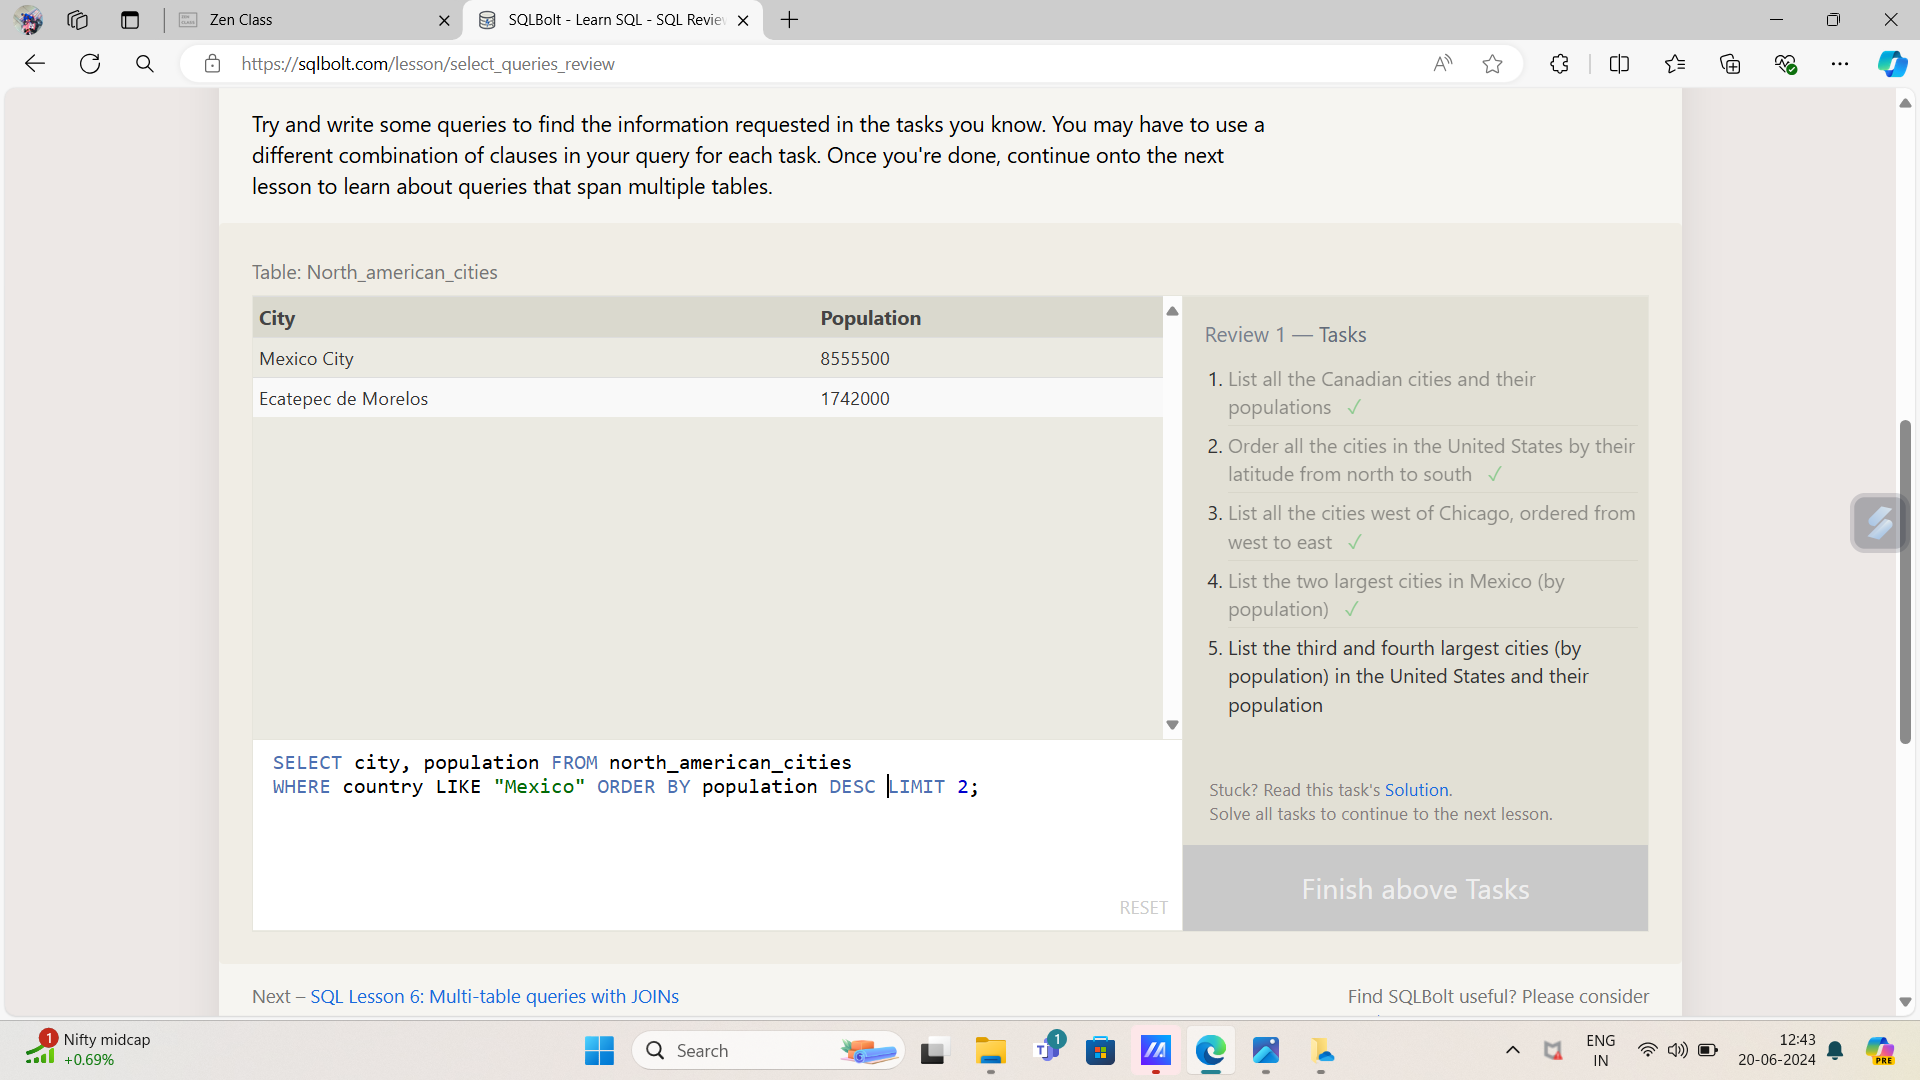 Zen Class
SQLBolt - Learn SQL - SQL Revie
https://sqlbolt.com/lesson/select_queries_review
Try and write some queries to find the information requested in the tasks you know. You may have to use a
different combination of clauses in your query for each task. Once you're done, continue onto the next
lesson to learn about queries that span multiple tables.
Table: North_american_cities
City Population
Mexico City 8555500
Ecatepec de Morelos 1742000
SELECT city, population FROM north_american_cities
WHERE country LIKE "Mexico" ORDER BY population DESC LIMIT 2;
RESET
Review 1 — Tasks
1. List all the Canadian cities and their
populations ✓
2. Order all the cities in the United States by their
latitude from north to south ✓
3. List all the cities west of Chicago, ordered from
west to east ✓
4. List the two largest cities in Mexico (by
population) ✓
5. List the third and fourth largest cities (by
population) in the United States and their
population
Stuck? Read this task's Solution.
Solve all tasks to continue to the next lesson.
Finish above Tasks
Next – SQL Lesson 6: Multi-table queries with JOINs
Find SQLBolt useful? Please consider
1
Nifty midcap
+0.69%
Search
1
ENG
IN
12:43
20-06-2024
PRE